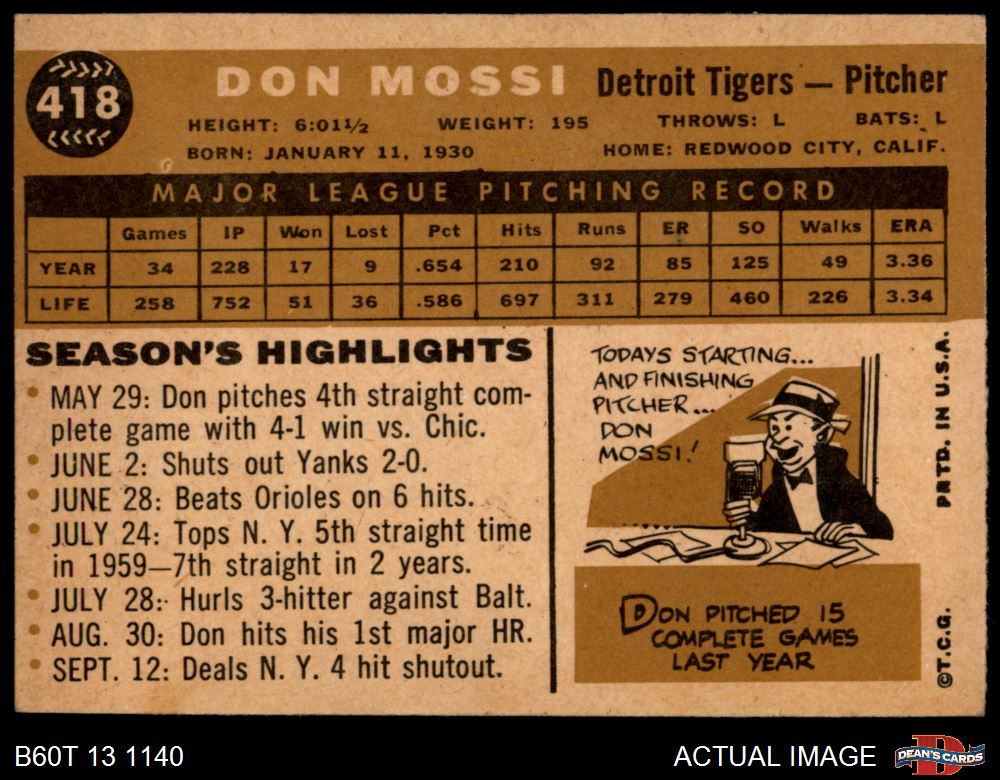 418
DON MOSSI Detroit Tigers — Pitcher
HEIGHT: 6:01½ WEIGHT: 195 THROWS: L BATS: L
BORN: JANUARY 11, 1930 HOME: REDWOOD CITY, CALIF.
MAJOR LEAGUE PITCHING RECORD
Games IP Won Lost Pct Hits Runs ER SO Walks ERA
YEAR 34 228 17 9 .654 210 92 85 125 49 3.36
LIFE 258 752 51 36 .586 697 311 279 460 226 3.34
SEASON'S HIGHLIGHTS
• MAY 29: Don pitches 4th straight com-
plete game with 4-1 win vs. Chic.
• JUNE 2: Shuts out Yanks 2-0.
• JUNE 28: Beats Orioles on 6 hits.
• JULY 24: Tops N. Y. 5th straight time
in 1959—7th straight in 2 years.
• JULY 28: Hurls 3-hitter against Balt.
• AUG. 30: Don hits his 1st major HR.
• SEPT. 12: Deals N. Y. 4 hit shutout.
TODAYS STARTING...
AND FINISHING
PITCHER...
DON
MOSSI!
DON PITCHED 15
COMPLETE GAMES
LAST YEAR
©T.C.G. PRTD. IN U.S.A.
B60T 13 1140 ACTUAL IMAGE
D
DEAN'S CARDS